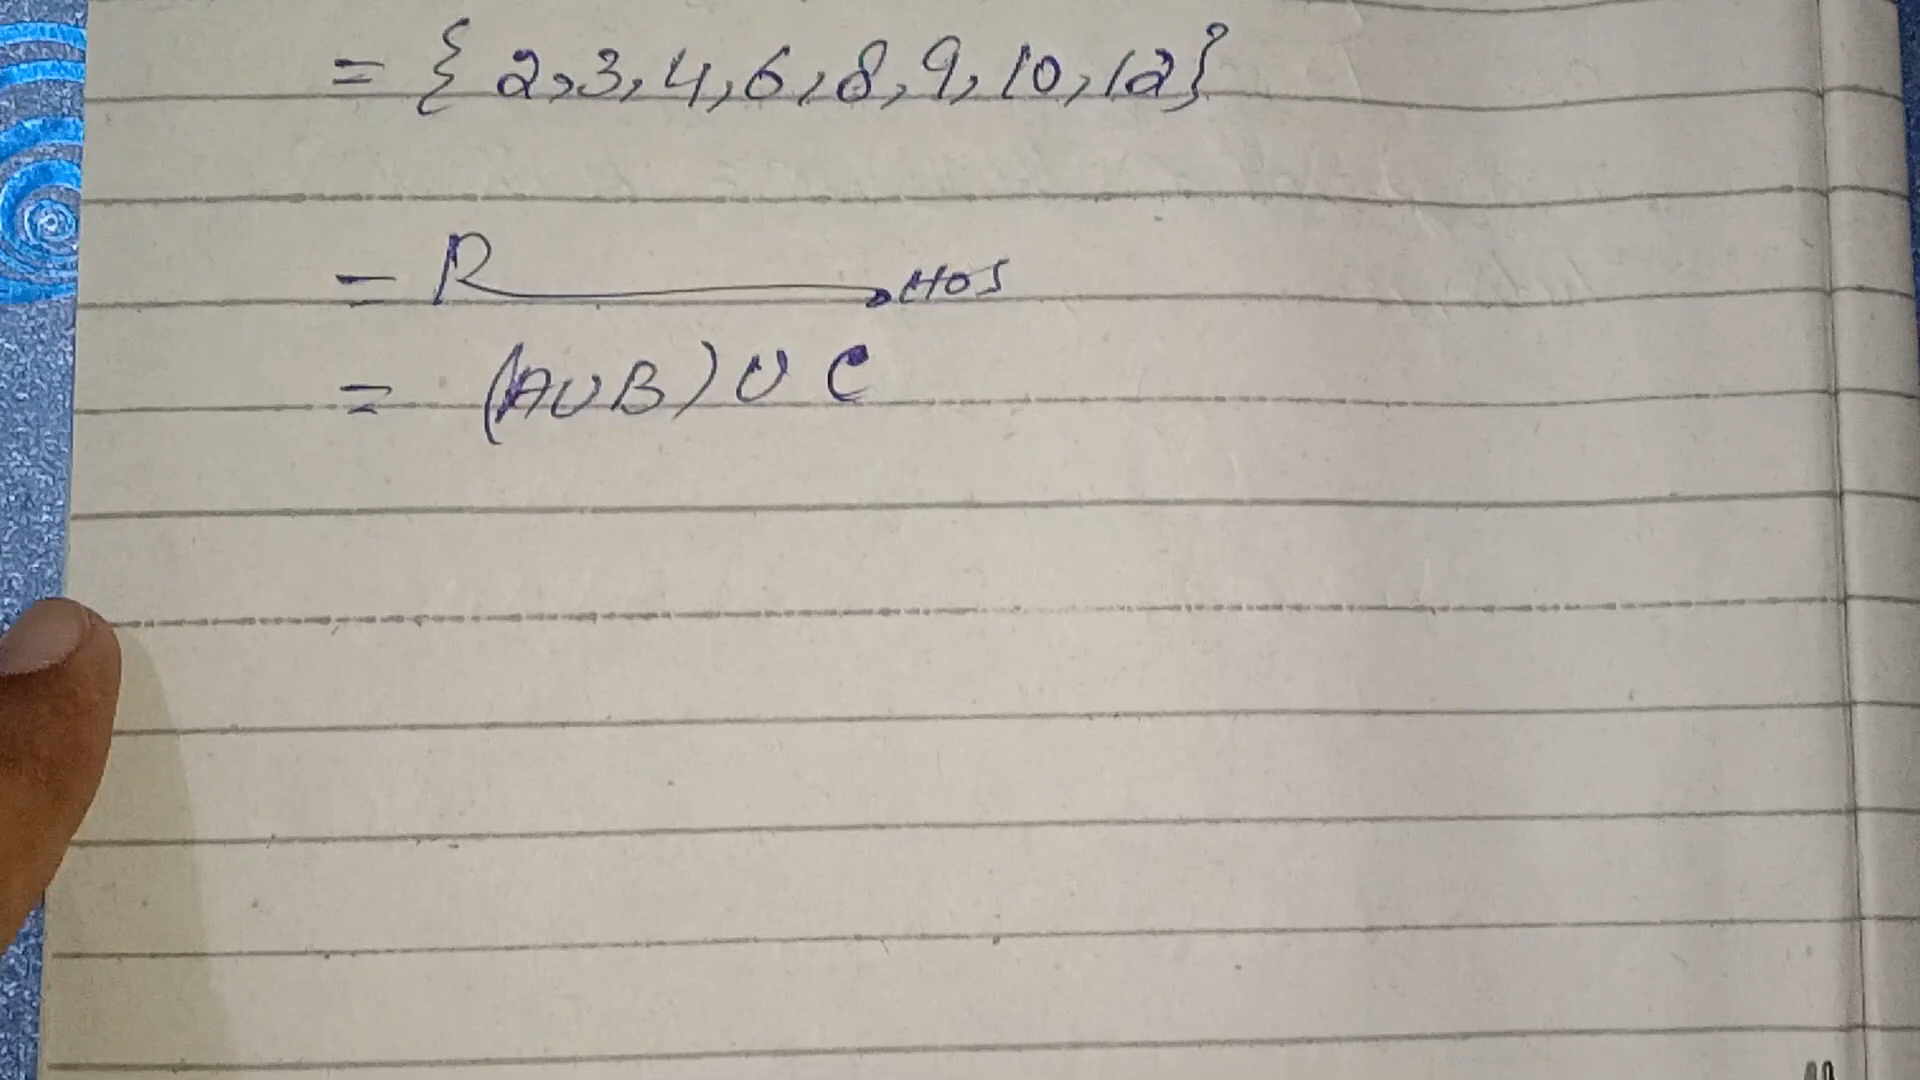 = { 2, 3, 4, 6, 8, 9, 10, 12}
= R HOS
= (AUB) U C